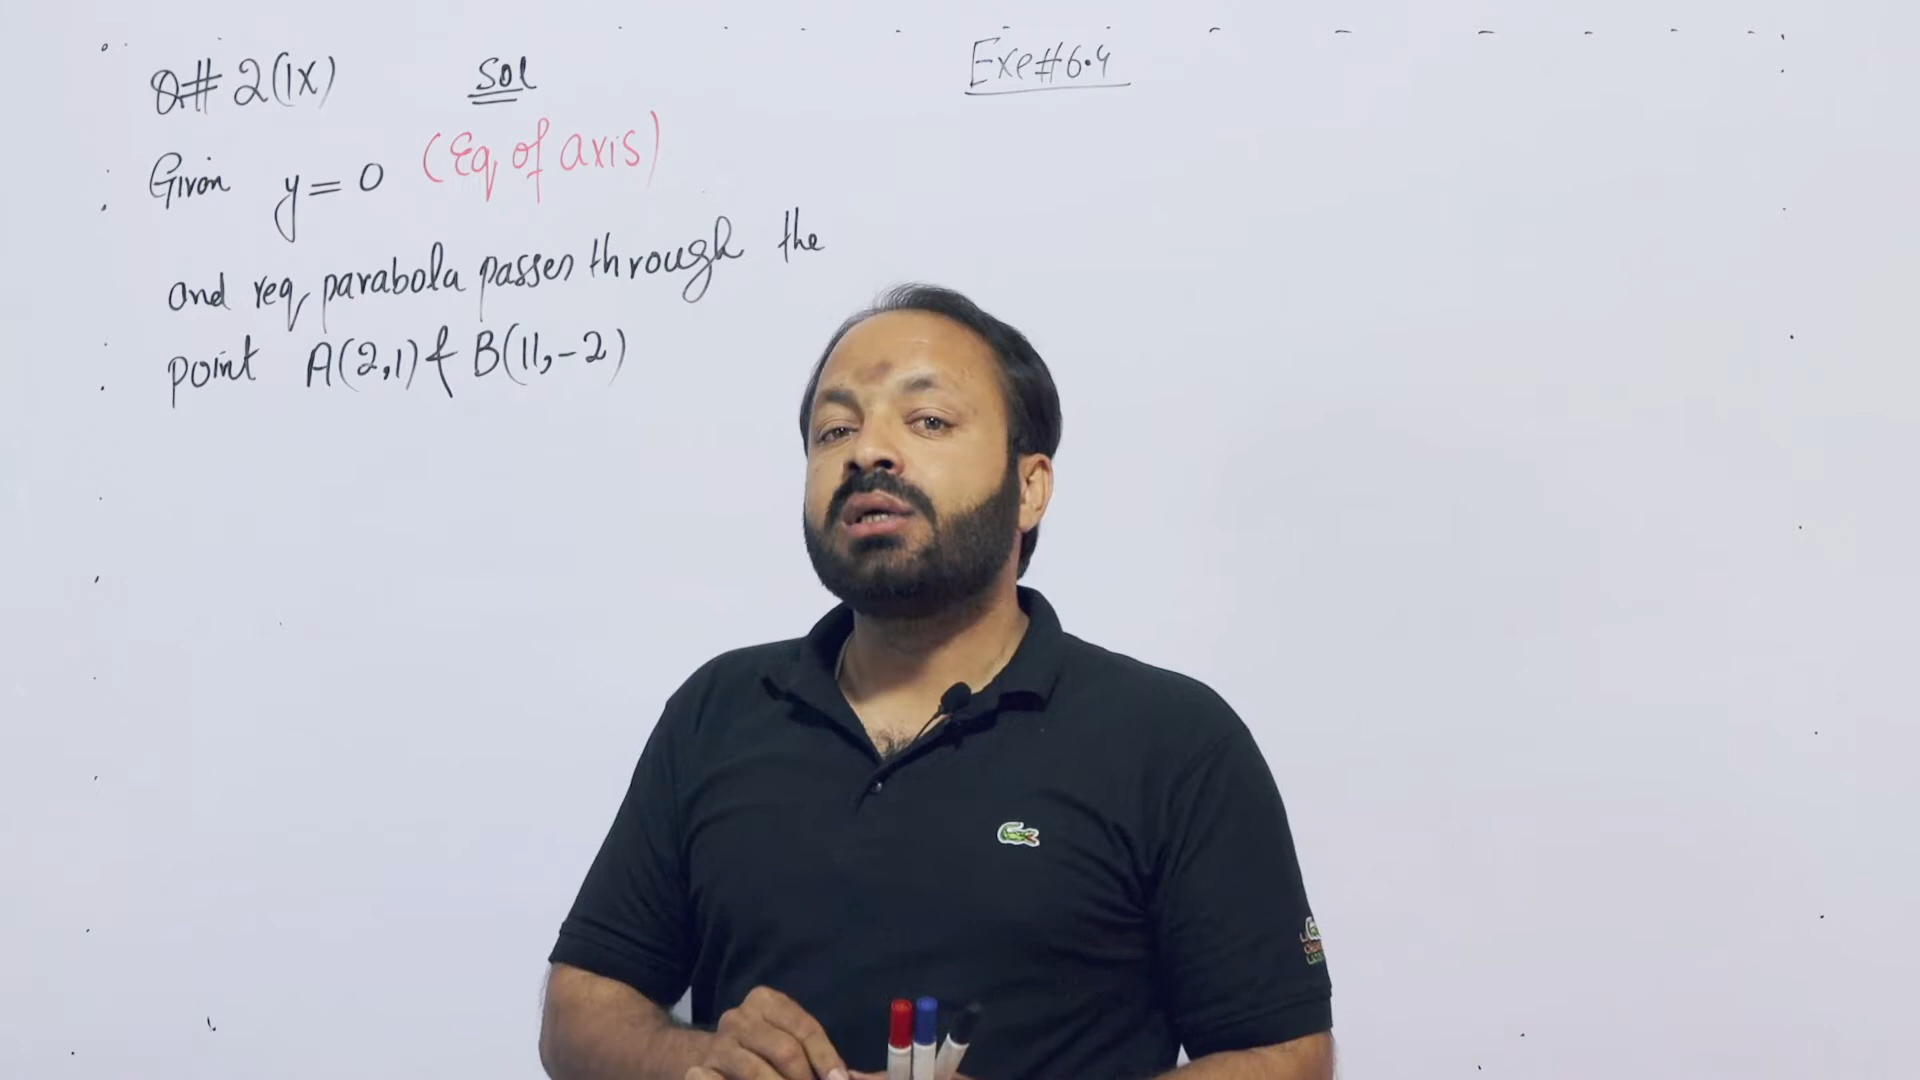 Q# 2(ix) Sol
Exe#6.4
Given y=0 (Eq of axis)
and req parabola passes through the
point A(2,1) & B(11,-2)